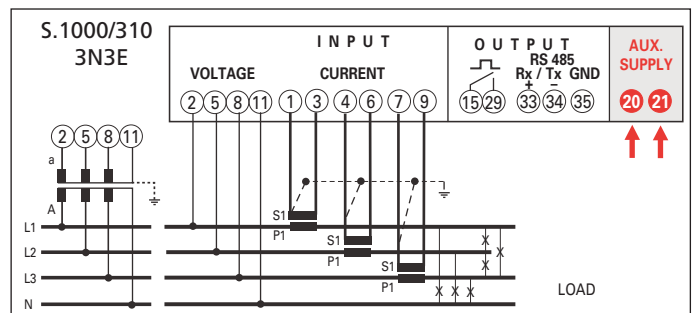 S.1000/310
3N3E
INPUT
VOLTAGE
CURRENT
2 5 8 11 1 3 4 6 7 9
OUTPUT
RS 485
Rx / Tx GND
+ −
15 29 33 34 35
AUX.
SUPPLY
20 21
2 5 8 11
a
A
S1
P1
S1
P1
S1
P1
L1
L2
L3
N
X
X X
X
X X X
LOAD